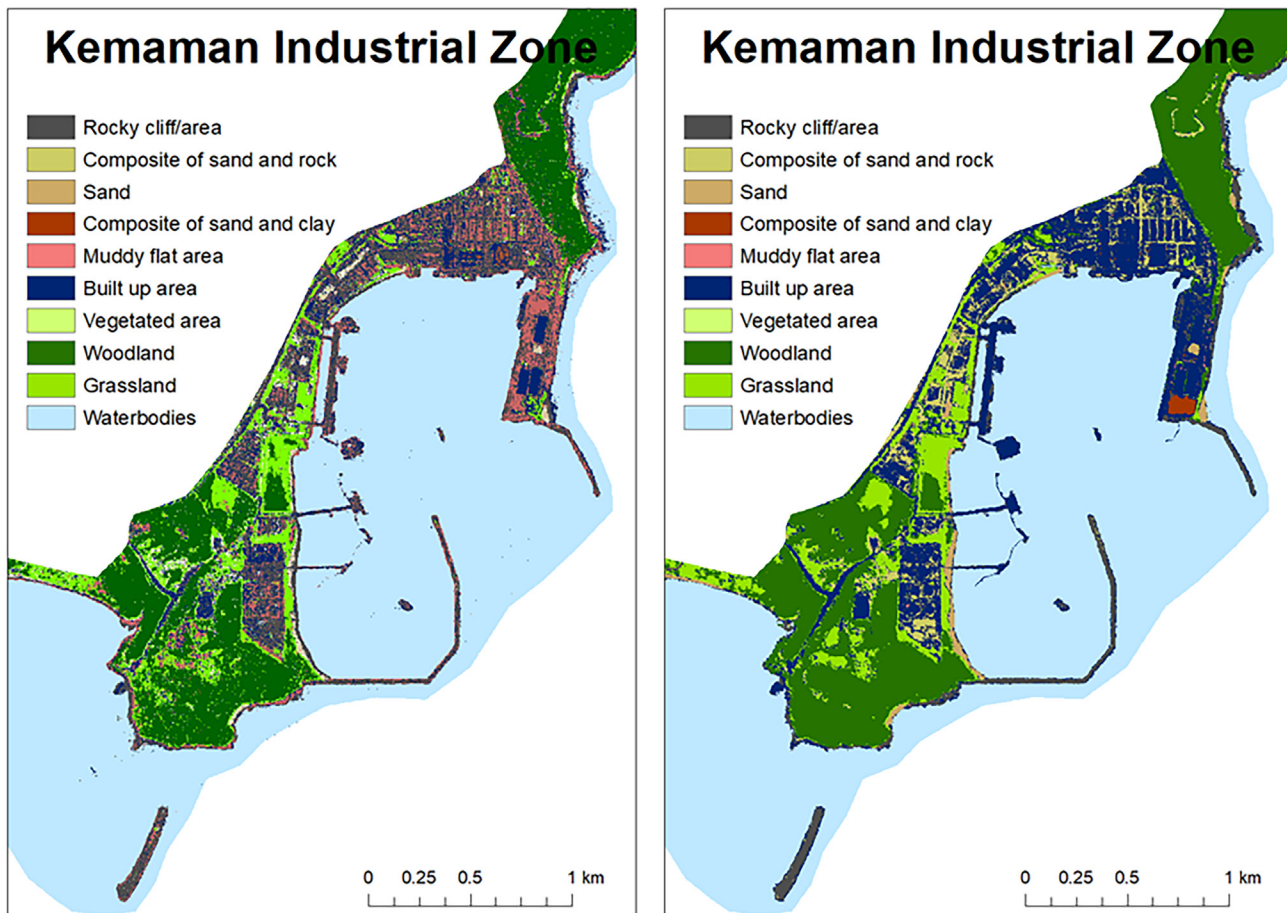 Kemaman Industrial Zone
Rocky cliff/area
Composite of sand and rock
Sand
Composite of sand and clay
Muddy flat area
Built up area
Vegetated area
Woodland
Grassland
Waterbodies
0 0.25 0.5 1 km
Kemaman Industrial Zone
Rocky cliff/area
Composite of sand and rock
Sand
Composite of sand and clay
Muddy flat area
Built up area
Vegetated area
Woodland
Grassland
Waterbodies
0 0.25 0.5 1 km